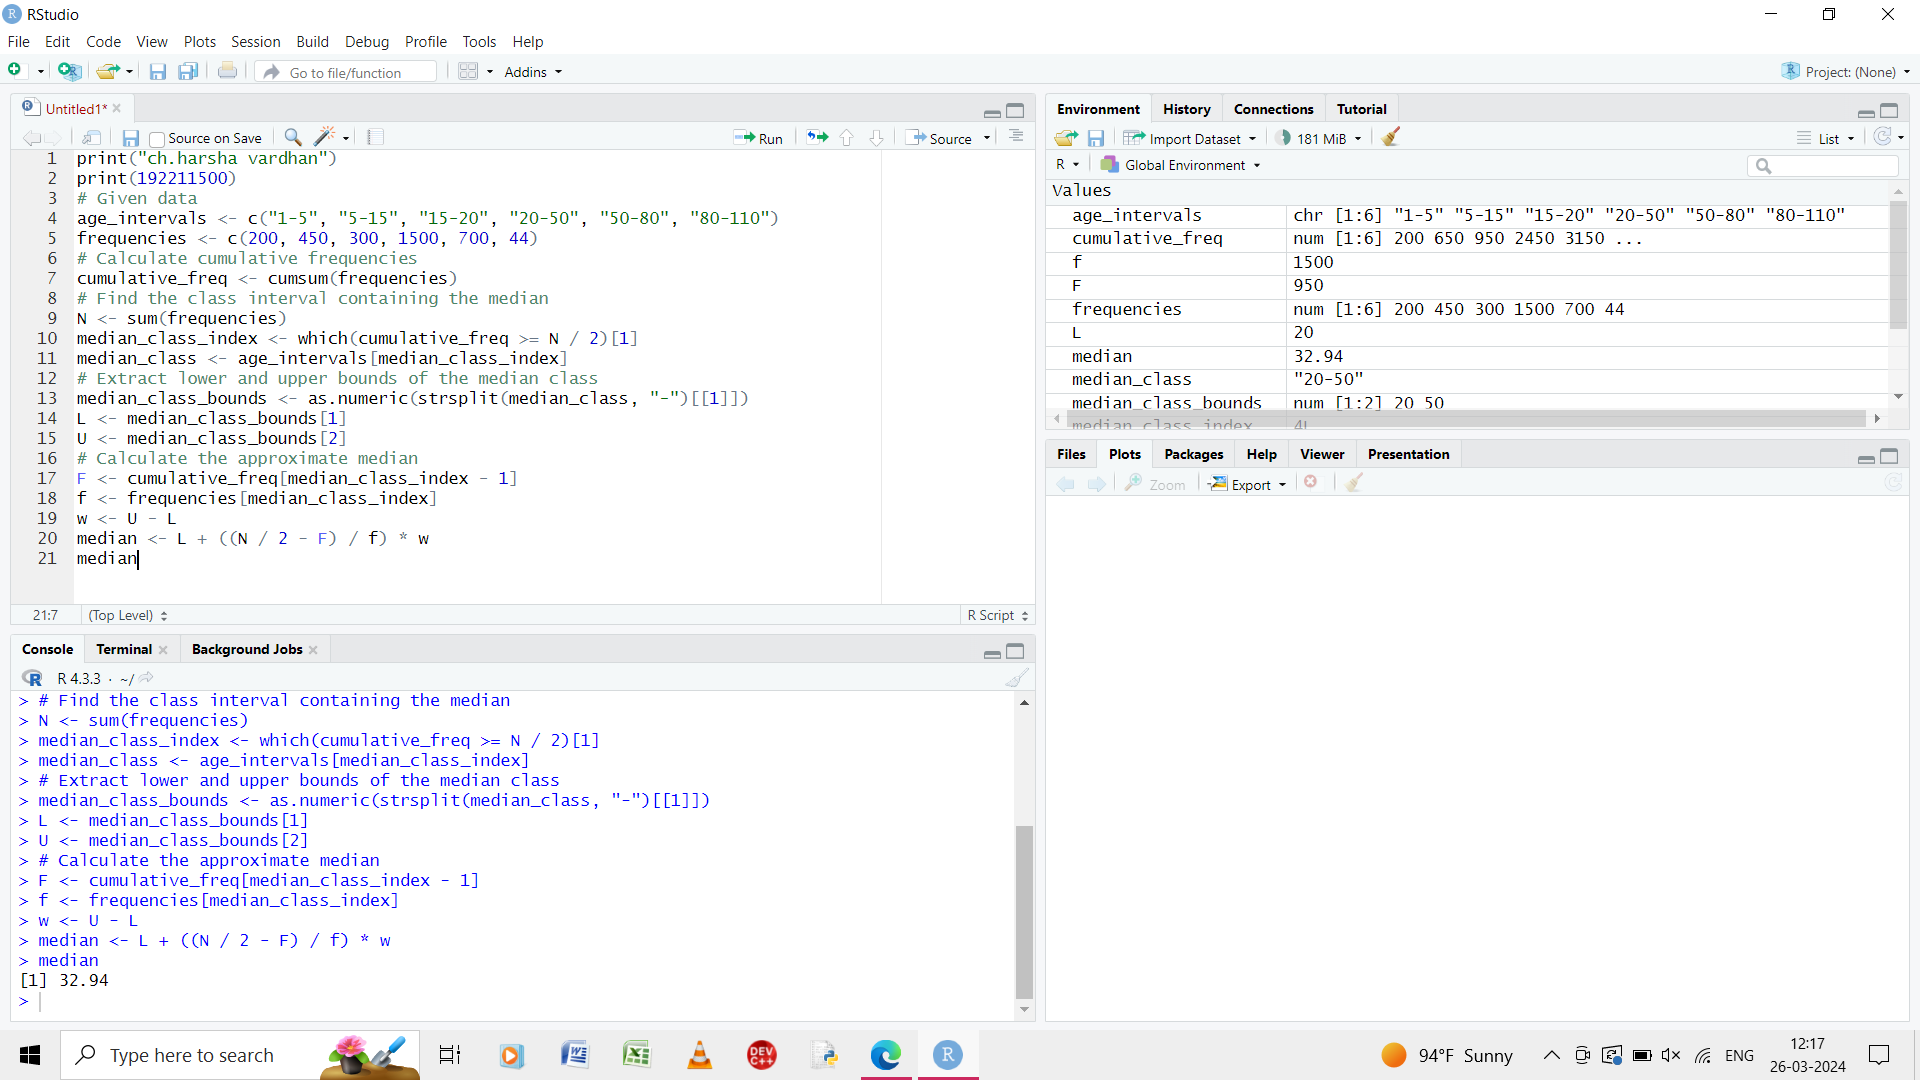 RStudio
File Edit Code View Plots Session Build Debug Profile Tools Help
Go to file/function Addins Project: (None)
Untitled1*
Source on Save Run Source
1 print("ch.harsha vardhan")
2 print(192211500)
3 # Given data
4 age_intervals <- c("1-5", "5-15", "15-20", "20-50", "50-80", "80-110")
5 frequencies <- c(200, 450, 300, 1500, 700, 44)
6 # Calculate cumulative frequencies
7 cumulative_freq <- cumsum(frequencies)
8 # Find the class interval containing the median
9 N <- sum(frequencies)
10 median_class_index <- which(cumulative_freq >= N / 2)[1]
11 median_class <- age_intervals[median_class_index]
12 # Extract lower and upper bounds of the median class
13 median_class_bounds <- as.numeric(strsplit(median_class, "-")[[1]])
14 L <- median_class_bounds[1]
15 U <- median_class_bounds[2]
16 # Calculate the approximate median
17 F <- cumulative_freq[median_class_index - 1]
18 f <- frequencies[median_class_index]
19 w <- U - L
20 median <- L + ((N / 2 - F) / f) * w
21 median
21:7 (Top Level) R Script
Console Terminal Background Jobs
R 4.3.3 · ~/
> # Find the class interval containing the median
> N <- sum(frequencies)
> median_class_index <- which(cumulative_freq >= N / 2)[1]
> median_class <- age_intervals[median_class_index]
> # Extract lower and upper bounds of the median class
> median_class_bounds <- as.numeric(strsplit(median_class, "-")[[1]])
> L <- median_class_bounds[1]
> U <- median_class_bounds[2]
> # Calculate the approximate median
> F <- cumulative_freq[median_class_index - 1]
> f <- frequencies[median_class_index]
> w <- U - L
> median <- L + ((N / 2 - F) / f) * w
> median
[1] 32.94
>
Environment History Connections Tutorial
Import Dataset 181 MiB List
R Global Environment
Values
age_intervals chr [1:6] "1-5" "5-15" "15-20" "20-50" "50-80" "80-110"
cumulative_freq num [1:6] 200 650 950 2450 3150 ...
f 1500
F 950
frequencies num [1:6] 200 450 300 1500 700 44
L 20
median 32.94
median_class "20-50"
median_class_bounds num [1:2] 20 50
median_class_index 4L
Files Plots Packages Help Viewer Presentation
Zoom Export
Type here to search
DEV C++
94°F Sunny ENG
12:17
26-03-2024